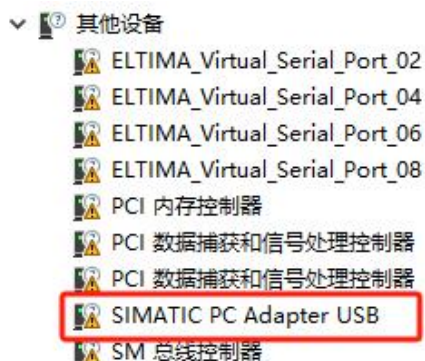 其他设备
ELTIMA_Virtual_Serial_Port_02
ELTIMA_Virtual_Serial_Port_04
ELTIMA_Virtual_Serial_Port_06
ELTIMA_Virtual_Serial_Port_08
PCI 内存控制器
PCI 数据捕获和信号处理控制器
PCI 数据捕获和信号处理控制器
SIMATIC PC Adapter USB
SM 总线控制器